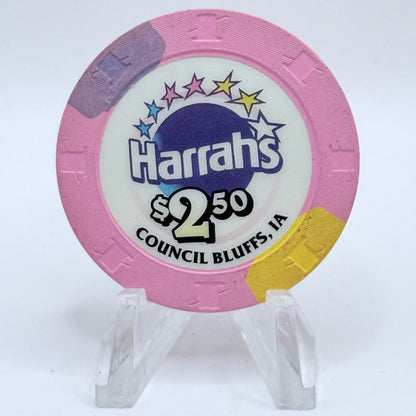 Harrah's
$2.50
COUNCIL BLUFFS, IA